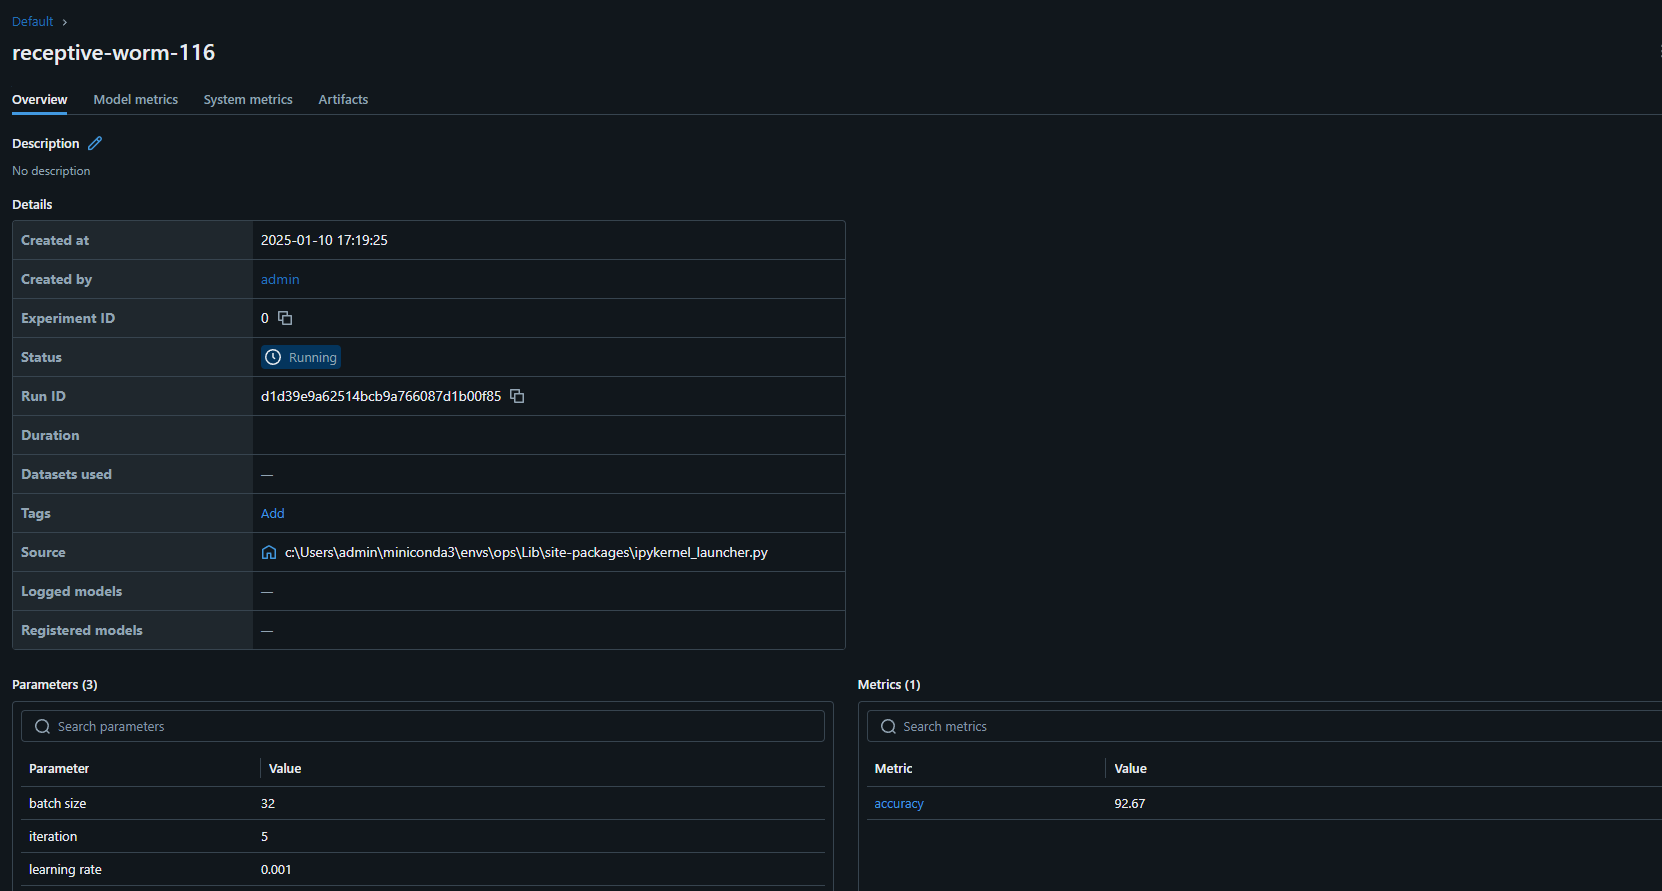 Default
receptive-worm-116
Overview Model metrics System metrics Artifacts
Description
No description
Details
Created at 2025-01-10 17:19:25
Created by admin
Experiment ID 0
Status Running
Run ID d1d39e9a62514bcb9a766087d1b00f85
Duration
Datasets used —
Tags Add
Source c:\Users\admin\miniconda3\envs\ops\Lib\site-packages\ipykernel_launcher.py
Logged models —
Registered models —
Parameters (3)
Search parameters
Parameter Value
batch size 32
iteration 5
learning rate 0.001
Metrics (1)
Search metrics
Metric Value
accuracy 92.67